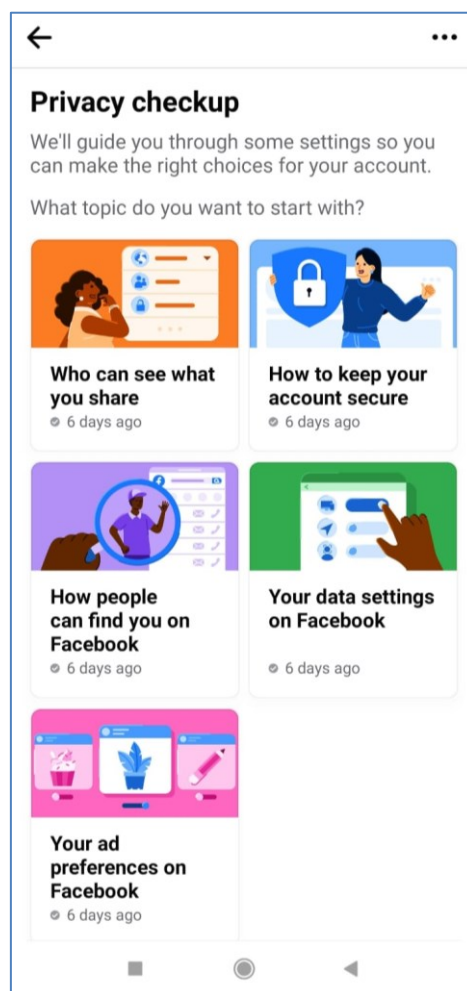 Privacy checkup
We'll guide you through some settings so you
can make the right choices for your account.
What topic do you want to start with?
Who can see what
you share
6 days ago
How to keep your
account secure
6 days ago
How people
can find you on
Facebook
6 days ago
Your data settings
on Facebook
6 days ago
Your ad
preferences on
Facebook
6 days ago